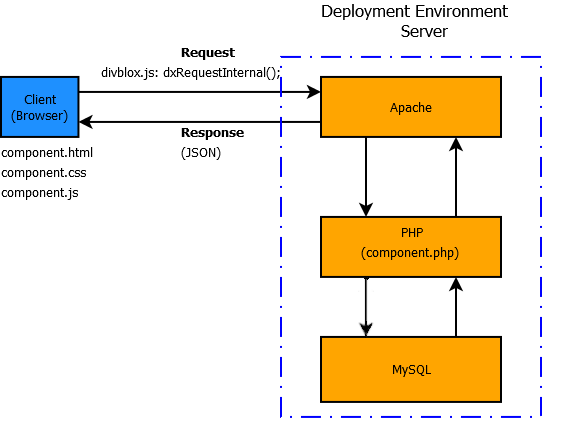 Deployment Environment
Server
Request
divblox.js: dxRequestInternal();
Client
(Browser)
Apache
Response
(JSON)
component.html
component.css
component.js
PHP
(component.php)
MySQL